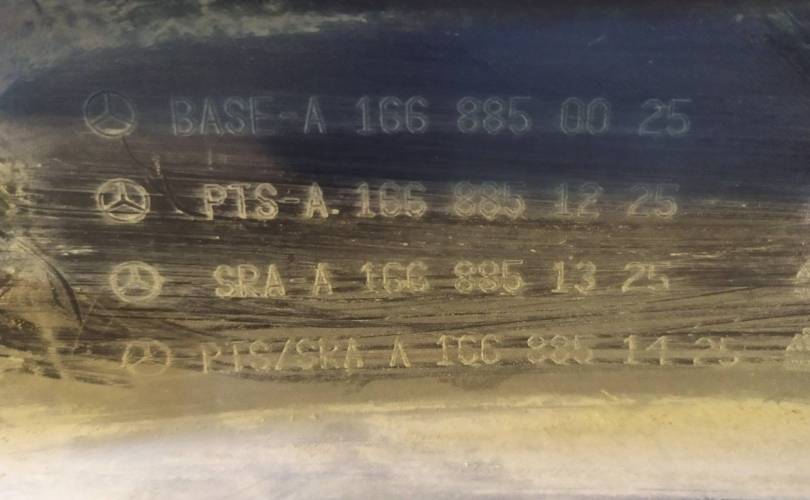 BASE-A 166 885 00 25
PTS-A 166 885 12 25
SRA-A 166 885 13 25
PTS/SRA A 166 885 14 25